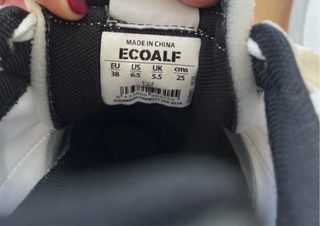 MADE IN CHINA
ECOALF
EU US UK cms
38 6.5 5.5 25